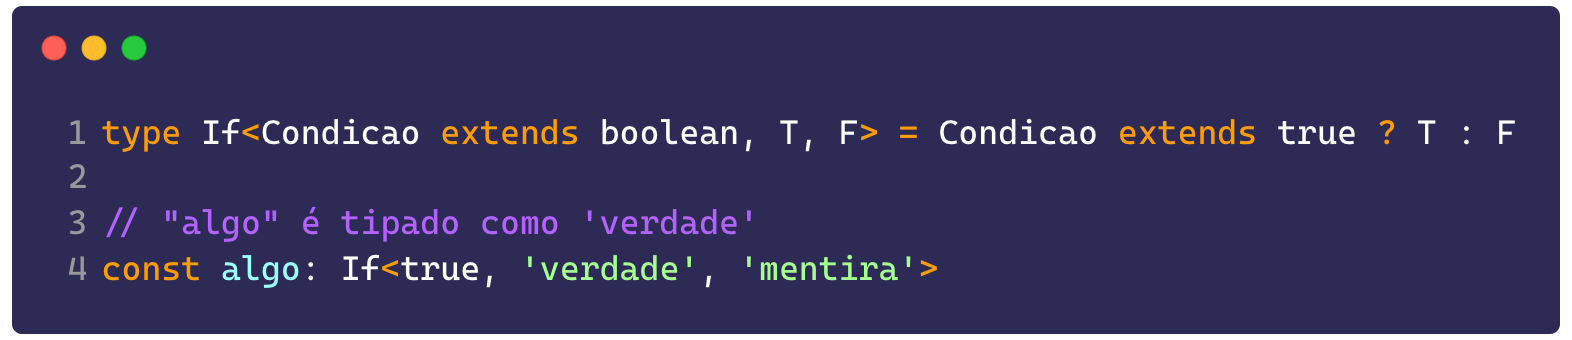 1 type If<Condicao extends boolean, T, F> = Condicao extends true ? T : F
2
3 // "algo" é tipado como 'verdade'
4 const algo: If<true, 'verdade', 'mentira'>